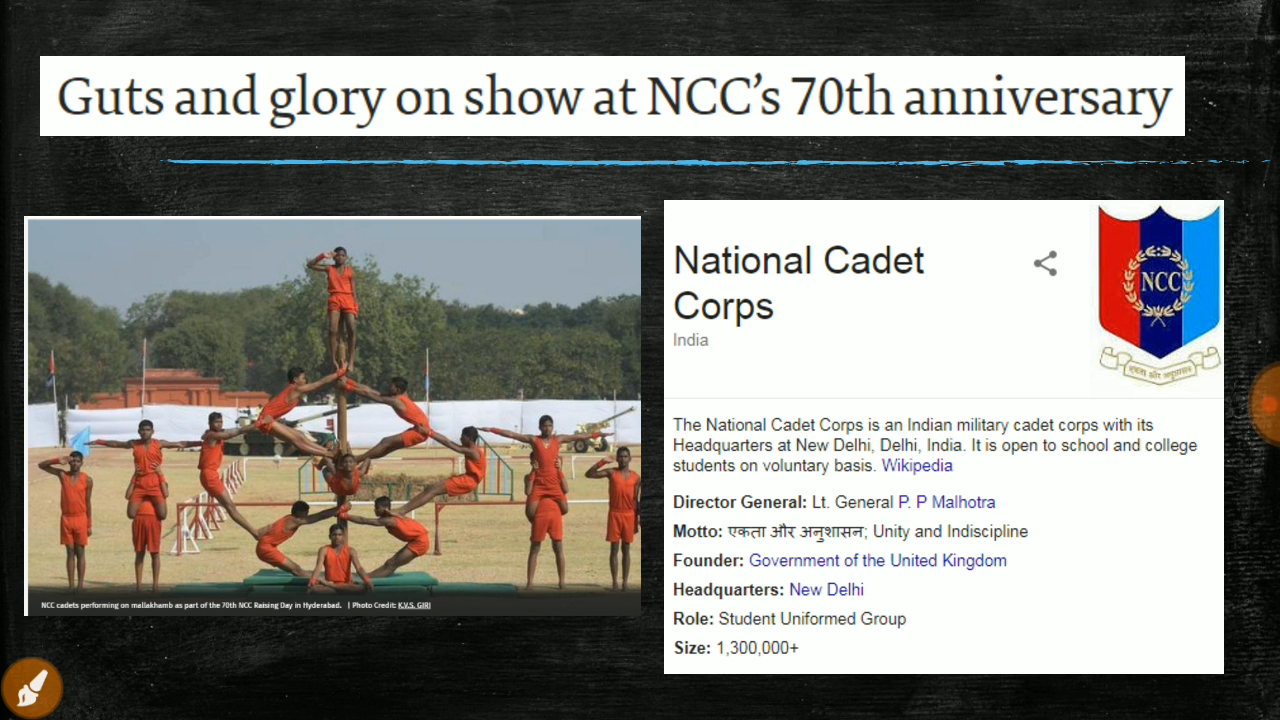 Guts and glory on show at NCC’s 70th anniversary
NCC cadets performing on mallakhamb as part of the 70th NCC Raising Day in Hyderabad. | Photo Credit: K.V.S. GIRI
National Cadet
Corps
India
NCC
एकता और अनुशासन
The National Cadet Corps is an Indian military cadet corps with its
Headquarters at New Delhi, Delhi, India. It is open to school and college
students on voluntary basis. Wikipedia
Director General: Lt. General P. P Malhotra
Motto: एकता और अनुशासन; Unity and Indiscipline
Founder: Government of the United Kingdom
Headquarters: New Delhi
Role: Student Uniformed Group
Size: 1,300,000+